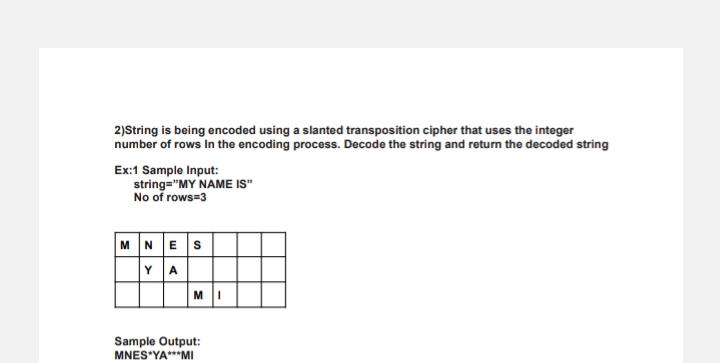 2)String is being encoded using a slanted transposition cipher that uses the integer
number of rows In the encoding process. Decode the string and return the decoded string
Ex:1 Sample Input:
string="MY NAME IS"
No of rows=3
M N E S
Y A
M I
Sample Output:
MNES*YA***MI